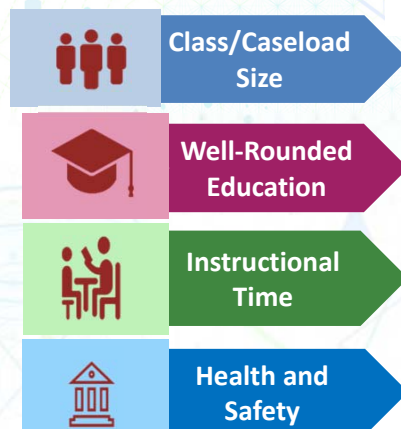 Class/Caseload
Size
Well-Rounded
Education
Instructional
Time
Health and
Safety